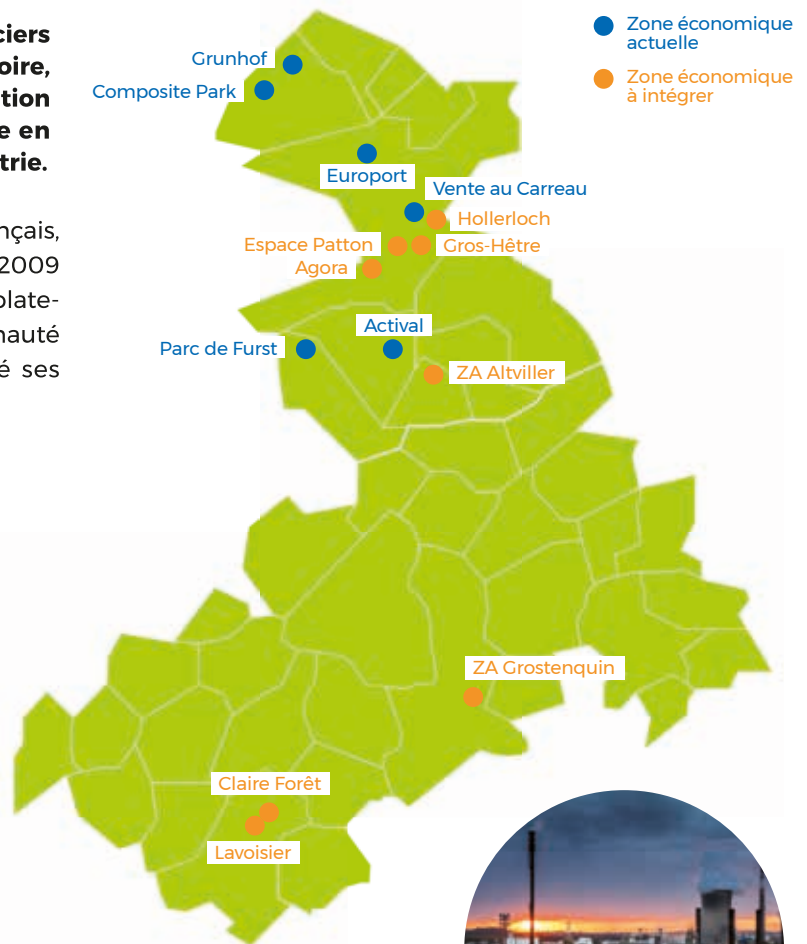 ciers
oire,
tion
e en
trie.
nçais,
2009
plate-
nauté
é ses
Zone économique
actuelle
Zone économique
à intégrer
Grunhof
Composite Park
Europort
Vente au Carreau
Hollerloch
Espace Patton
Gros-Hêtre
Agora
Actival
Parc de Furst
ZA Altviller
ZA Grostenquin
Claire Forêt
Lavoisier